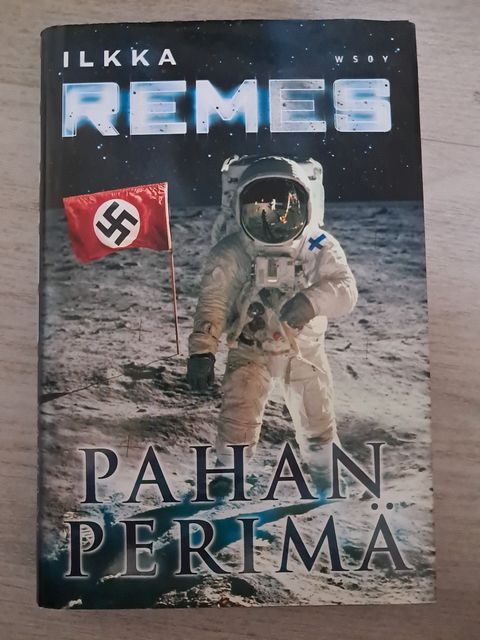 ILKKA
WSOY
REMES
PAHAN
PERIMÄ